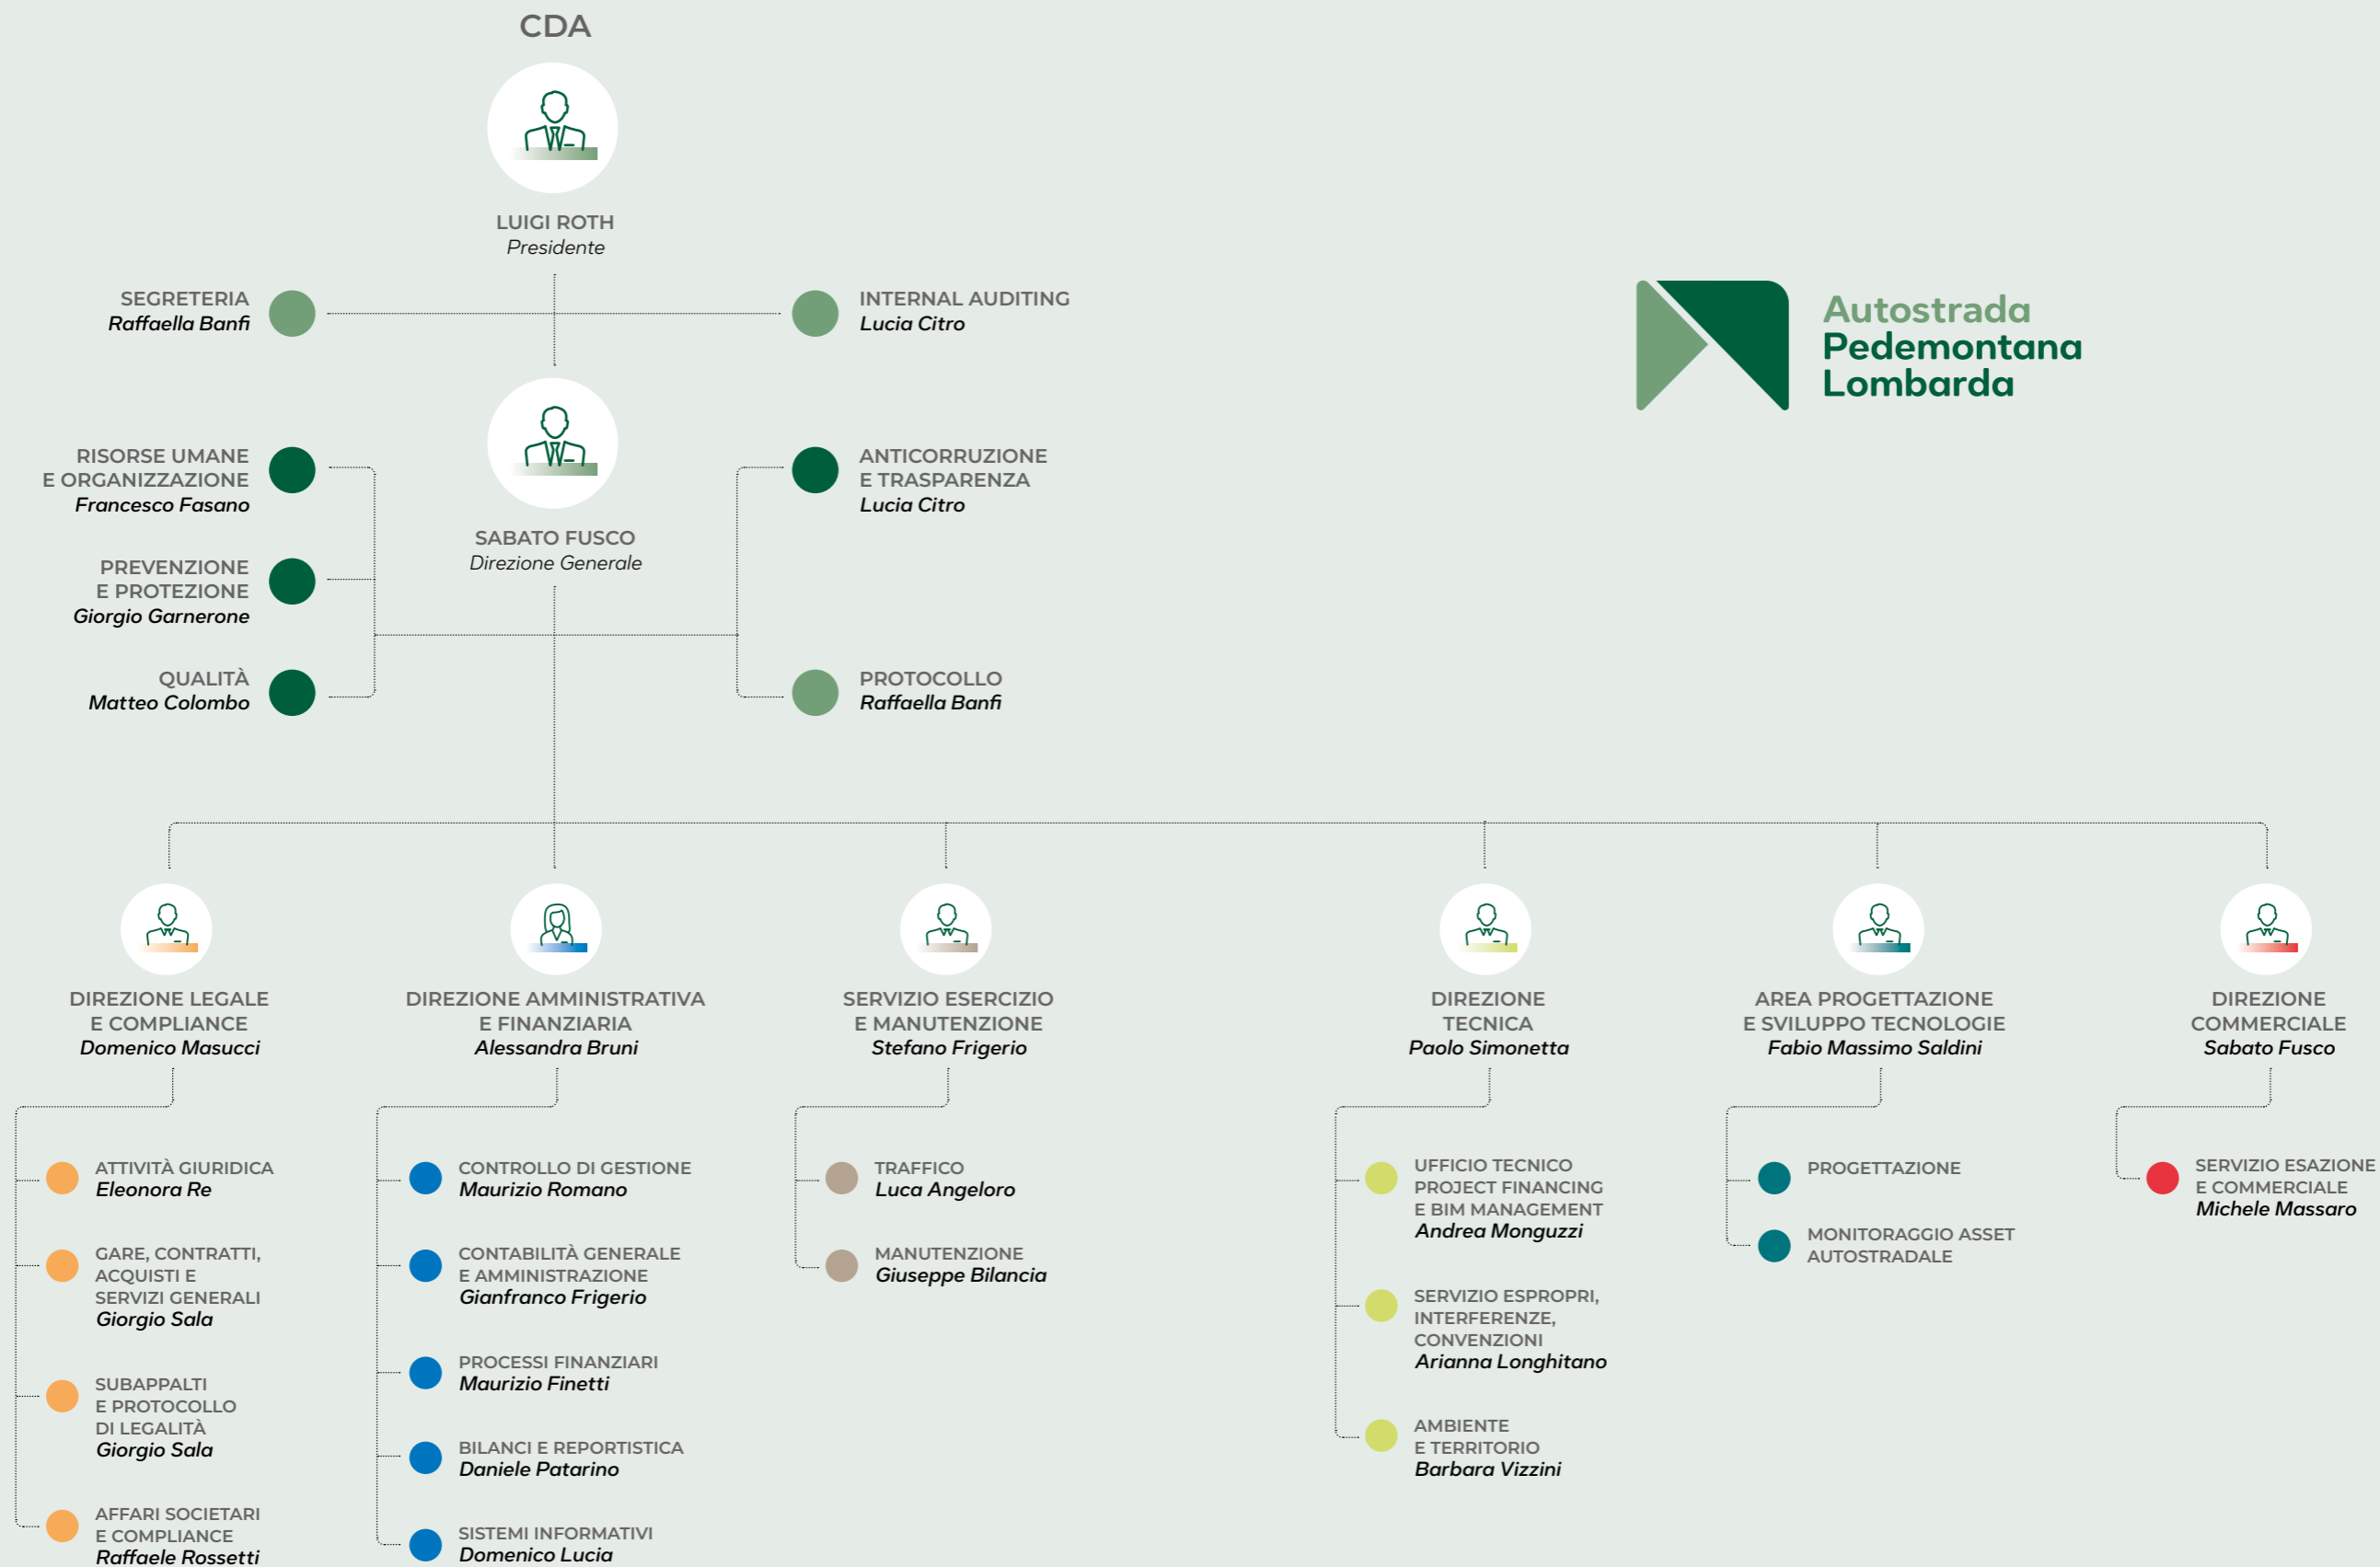 CDA
LUIGI ROTH
Presidente
SEGRETERIA
Raffaella Banfi
INTERNAL AUDITING
Lucia Citro
Autostrada
Pedemontana
Lombarda
RISORSE UMANE
E ORGANIZZAZIONE
Francesco Fasano
ANTICORRUZIONE
E TRASPARENZA
Lucia Citro
SABATO FUSCO
Direzione Generale
PREVENZIONE
E PROTEZIONE
Giorgio Garnerone
QUALITÀ
Matteo Colombo
PROTOCOLLO
Raffaella Banfi
DIREZIONE LEGALE
E COMPLIANCE
Domenico Masucci
DIREZIONE AMMINISTRATIVA
E FINANZIARIA
Alessandra Bruni
SERVIZIO ESERCIZIO
E MANUTENZIONE
Stefano Frigerio
DIREZIONE
TECNICA
Paolo Simonetta
AREA PROGETTAZIONE
E SVILUPPO TECNOLOGIE
Fabio Massimo Saldini
DIREZIONE
COMMERCIALE
Sabato Fusco
ATTIVITÀ GIURIDICA
Eleonora Re
GARE, CONTRATTI,
ACQUISTI E
SERVIZI GENERALI
Giorgio Sala
SUBAPPALTI
E PROTOCOLLO
DI LEGALITÀ
Giorgio Sala
AFFARI SOCIETARI
E COMPLIANCE
Raffaele Rossetti
CONTROLLO DI GESTIONE
Maurizio Romano
CONTABILITÀ GENERALE
E AMMINISTRAZIONE
Gianfranco Frigerio
PROCESSI FINANZIARI
Maurizio Finetti
BILANCI E REPORTISTICA
Daniele Patarino
SISTEMI INFORMATIVI
Domenico Lucia
TRAFFICO
Luca Angeloro
MANUTENZIONE
Giuseppe Bilancia
UFFICIO TECNICO
PROJECT FINANCING
E BIM MANAGEMENT
Andrea Monguzzi
SERVIZIO ESPROPRI,
INTERFERENZE,
CONVENZIONI
Arianna Longhitano
AMBIENTE
E TERRITORIO
Barbara Vizzini
PROGETTAZIONE
MONITORAGGIO ASSET
AUTOSTRADALE
SERVIZIO ESAZIONE
E COMMERCIALE
Michele Massaro